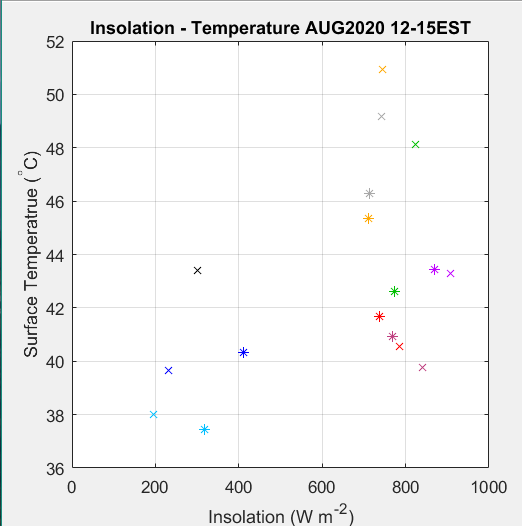 Insolation - Temperature AUG2020 12-15EST
52
50
48
46
44
42
40
38
36
Surface Temperatrue (°C)
0 200 400 600 800 1000
Insolation (W m-2)